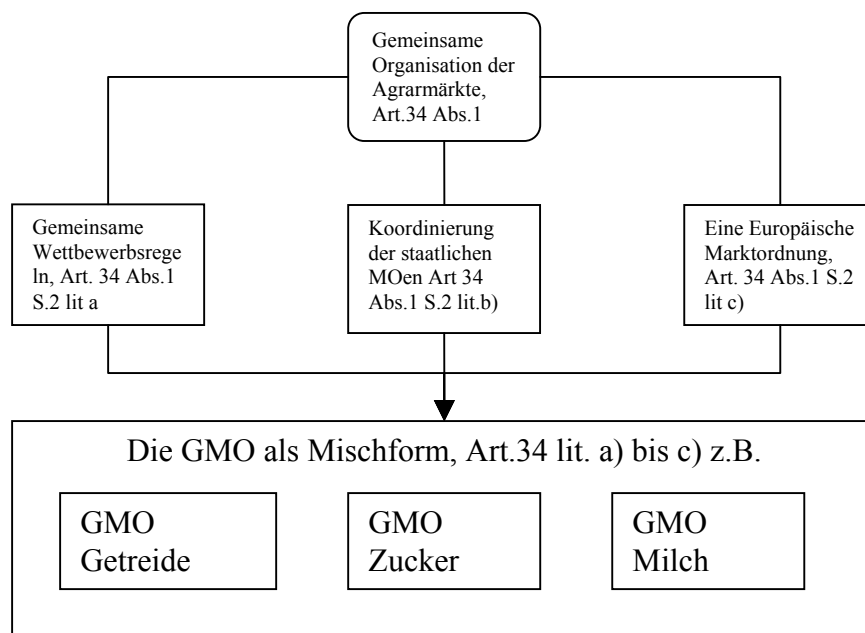 Gemeinsame
Organisation der
Agrarmärkte,
Art.34 Abs.1
Gemeinsame
Wettbewerbsrege
ln, Art. 34 Abs.1
S.2 lit a
Koordinierung
der staatlichen
MOen Art 34
Abs.1 S.2 lit.b)
Eine Europäische
Marktordnung,
Art. 34 Abs.1 S.2
lit c)
Die GMO als Mischform, Art.34 lit. a) bis c) z.B.
GMO
Getreide
GMO
Zucker
GMO
Milch